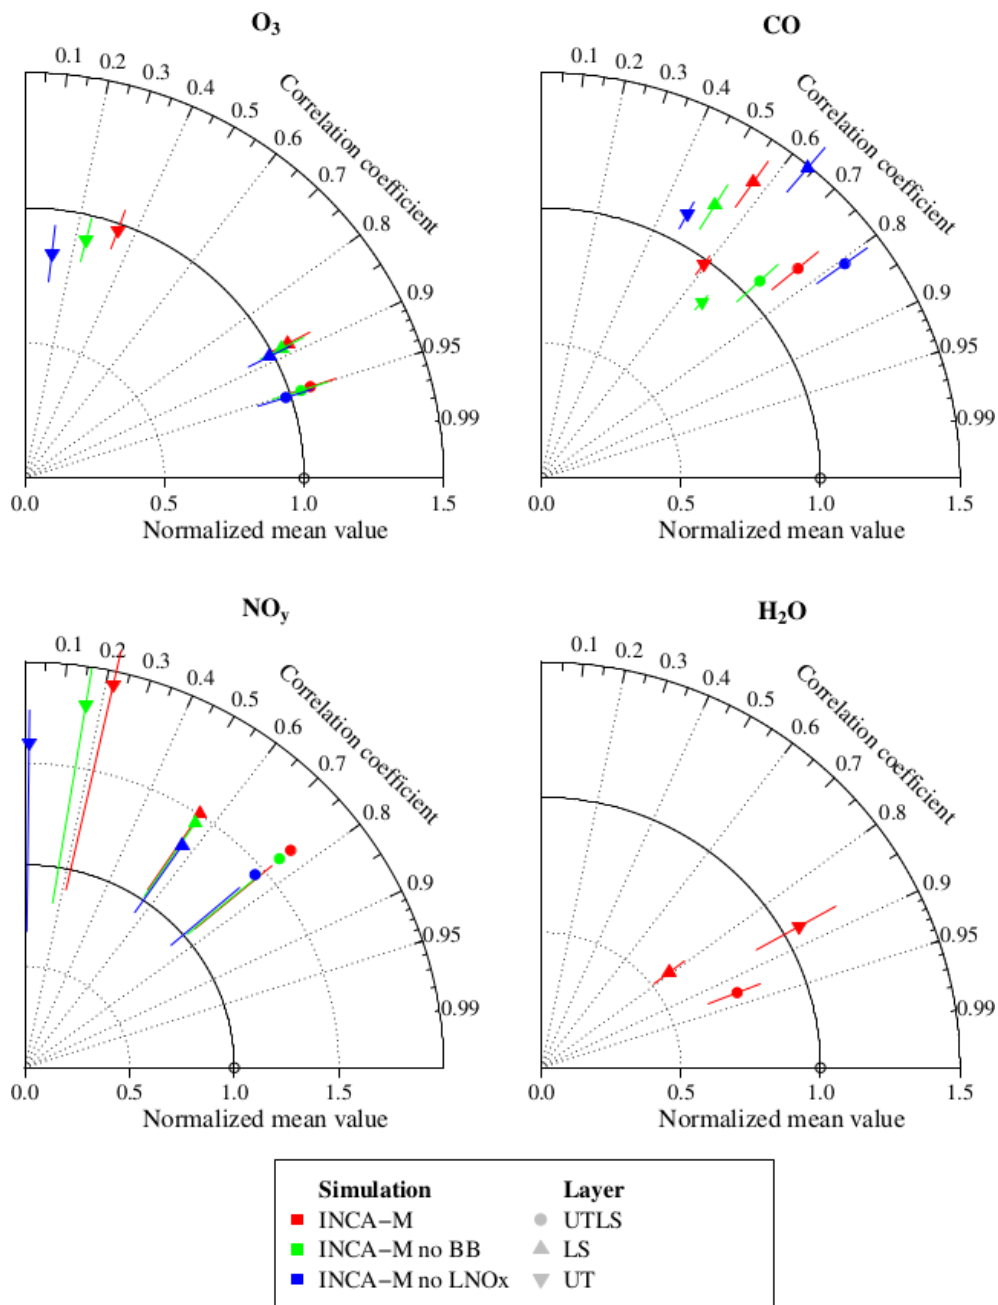 O3
CO
0.1 0.2 0.3 0.4 0.5 0.6 0.7 0.8 0.9 0.95 0.99
Correlation coefficient
0.0 0.5 1.0 1.5
Normalized mean value
0.1 0.2 0.3 0.4 0.5 0.6 0.7 0.8 0.9 0.95 0.99
Correlation coefficient
0.0 0.5 1.0 1.5
Normalized mean value
NOy
H2O
0.1 0.2 0.3 0.4 0.5 0.6 0.7 0.8 0.9 0.95 0.99
Correlation coefficient
0.0 0.5 1.0 1.5
Normalized mean value
0.1 0.2 0.3 0.4 0.5 0.6 0.7 0.8 0.9 0.95 0.99
Correlation coefficient
0.0 0.5 1.0 1.5
Normalized mean value
Simulation Layer
INCA−M UTLS
INCA−M no BB LS
INCA−M no LNOx UT